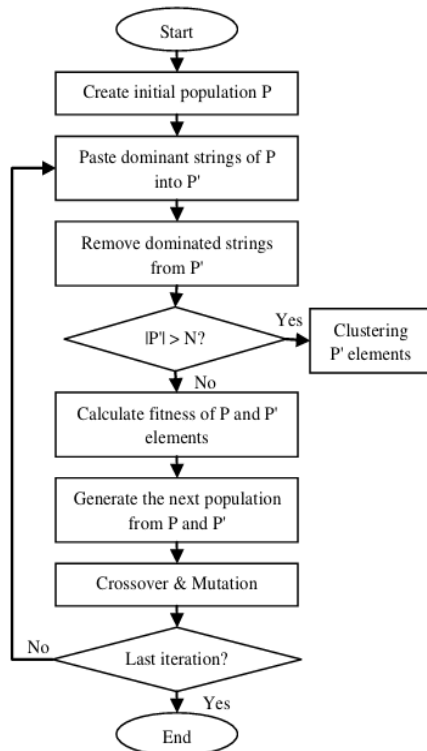 Start
Create initial population P
Paste dominant strings of P
into P'
Remove dominated strings
from P'
|P'| > N?
Yes
Clustering
P' elements
No
Calculate fitness of P and P'
elements
Generate the next population
from P and P'
Crossover & Mutation
No
Last iteration?
Yes
End